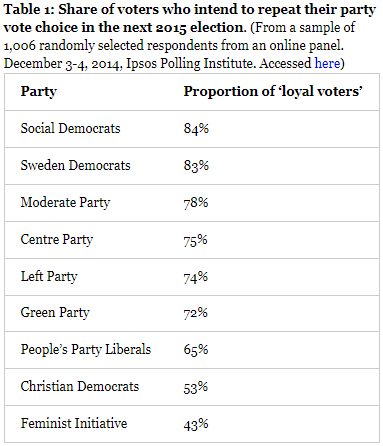 Table 1: Share of voters who intend to repeat their party
vote choice in the next 2015 election. (From a sample of
1,006 randomly selected respondents from an online panel.
December 3-4, 2014, Ipsos Polling Institute. Accessed here)
Party Proportion of ‘loyal voters’
Social Democrats 84%
Sweden Democrats 83%
Moderate Party 78%
Centre Party 75%
Left Party 74%
Green Party 72%
People’s Party Liberals 65%
Christian Democrats 53%
Feminist Initiative 43%